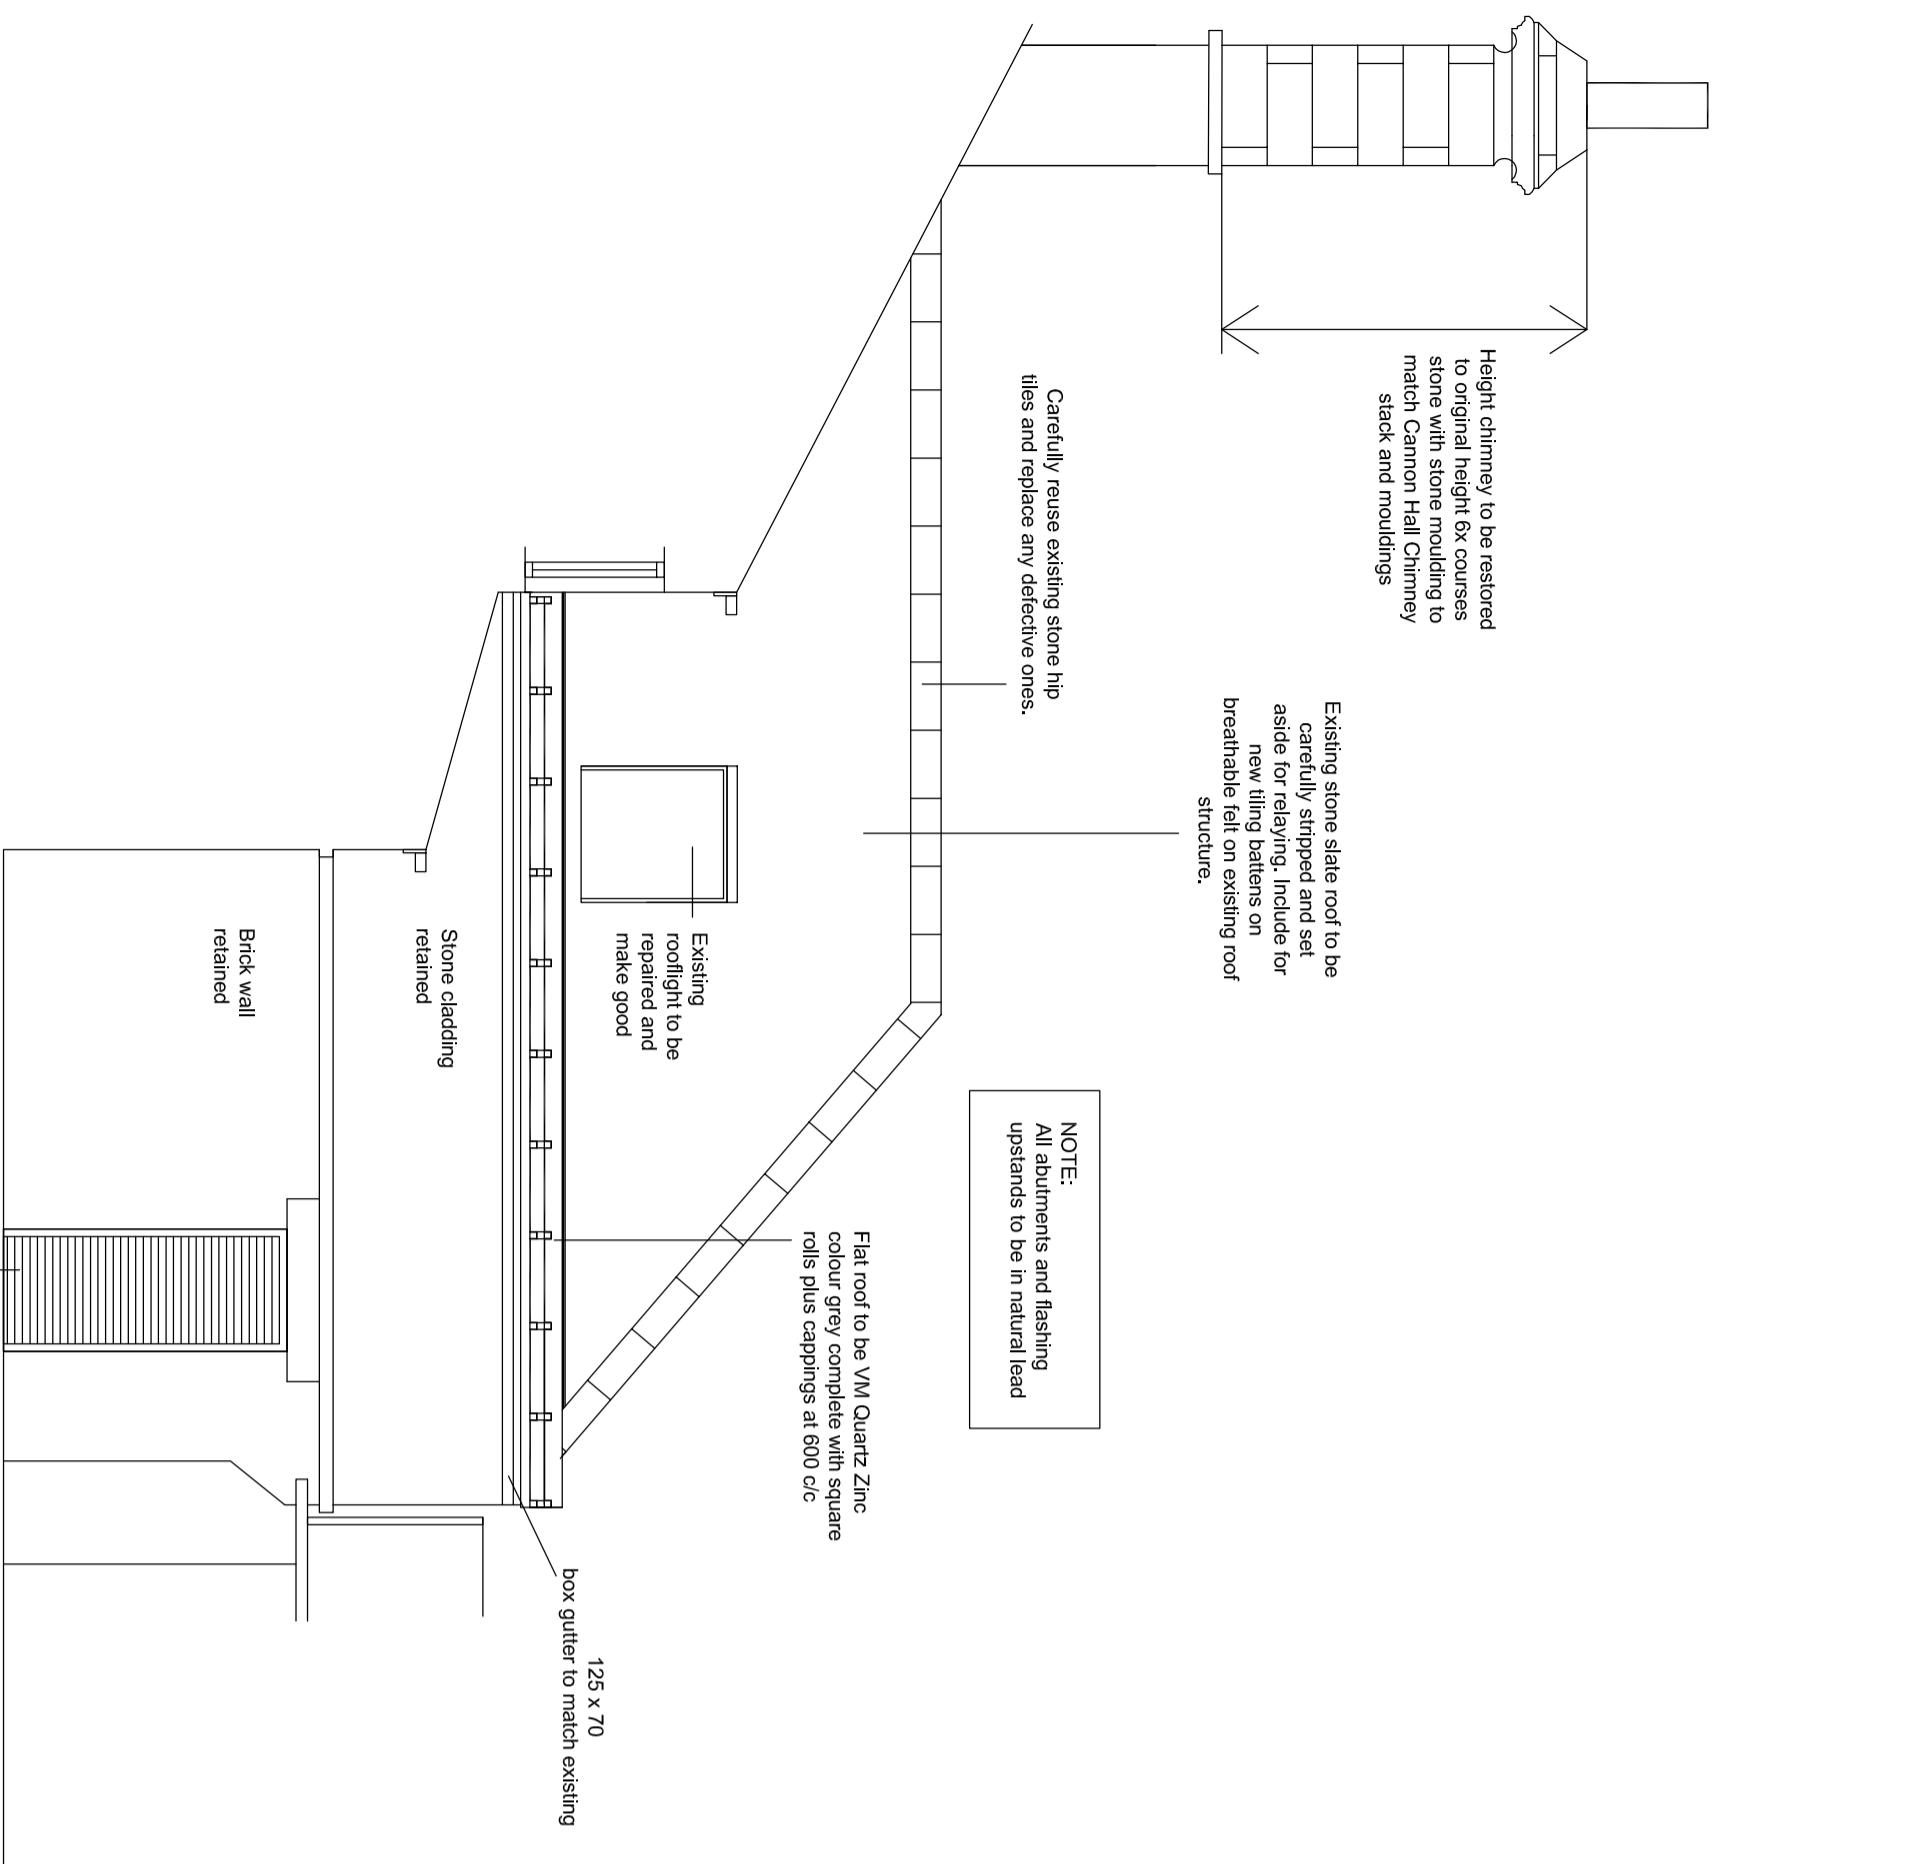 Height chimney to be restored
to original height 6x courses
stone with stone moulding to
match Cannon Hall Chimney
stack and mouldings
Existing stone slate roof to be
carefully stripped and set
aside for relaying. Include for
new tiling battens on
breathable felt on existing roof
structure.
Carefully reuse existing stone hip
tiles and replace any defective ones.
NOTE:
All abutments and flashing
upstands to be in natural lead
Flat roof to be VM Quartz Zinc
colour grey complete with square
rolls plus cappings at 600 c/c
Existing
rooflight to be
repaired and
make good
125 x 70
box gutter to match existing
Stone cladding
retained
Brick wall
retained